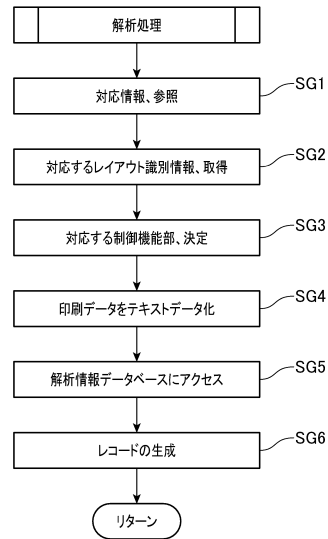 解析処理
対応情報、参照
SG1
対応するレイアウト識別情報、取得
SG2
対応する制御機能部、決定
SG3
印刷データをテキストデータ化
SG4
解析情報データベースにアクセス
SG5
レコードの生成
SG6
リターン